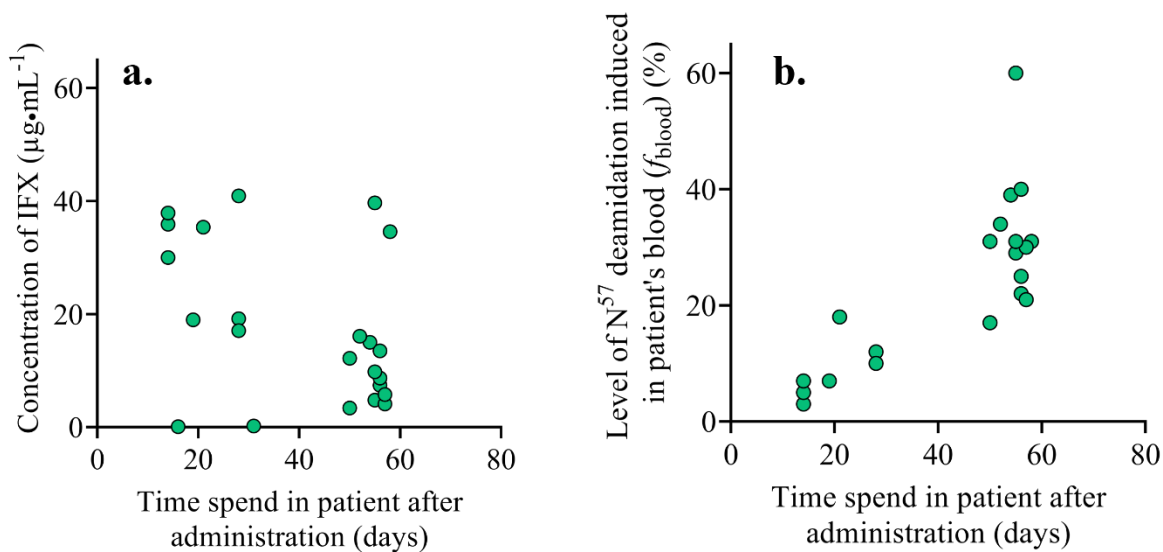 a.
Concentration of IFX (µg•mL⁻¹)
60
40
20
0
0 20 40 60 80
Time spend in patient after
administration (days)
b.
Level of N⁵⁷ deamidation induced
in patient's blood (f_blood) (%)
60
40
20
0
0 20 40 60 80
Time spend in patient after
administration (days)